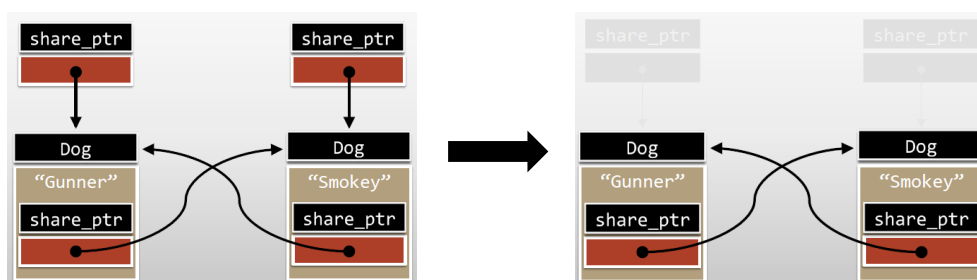 share_ptr share_ptr share_ptr share_ptr
Dog Dog Dog Dog
“Gunner” “Smokey” “Gunner” “Smokey”
share_ptr share_ptr share_ptr share_ptr